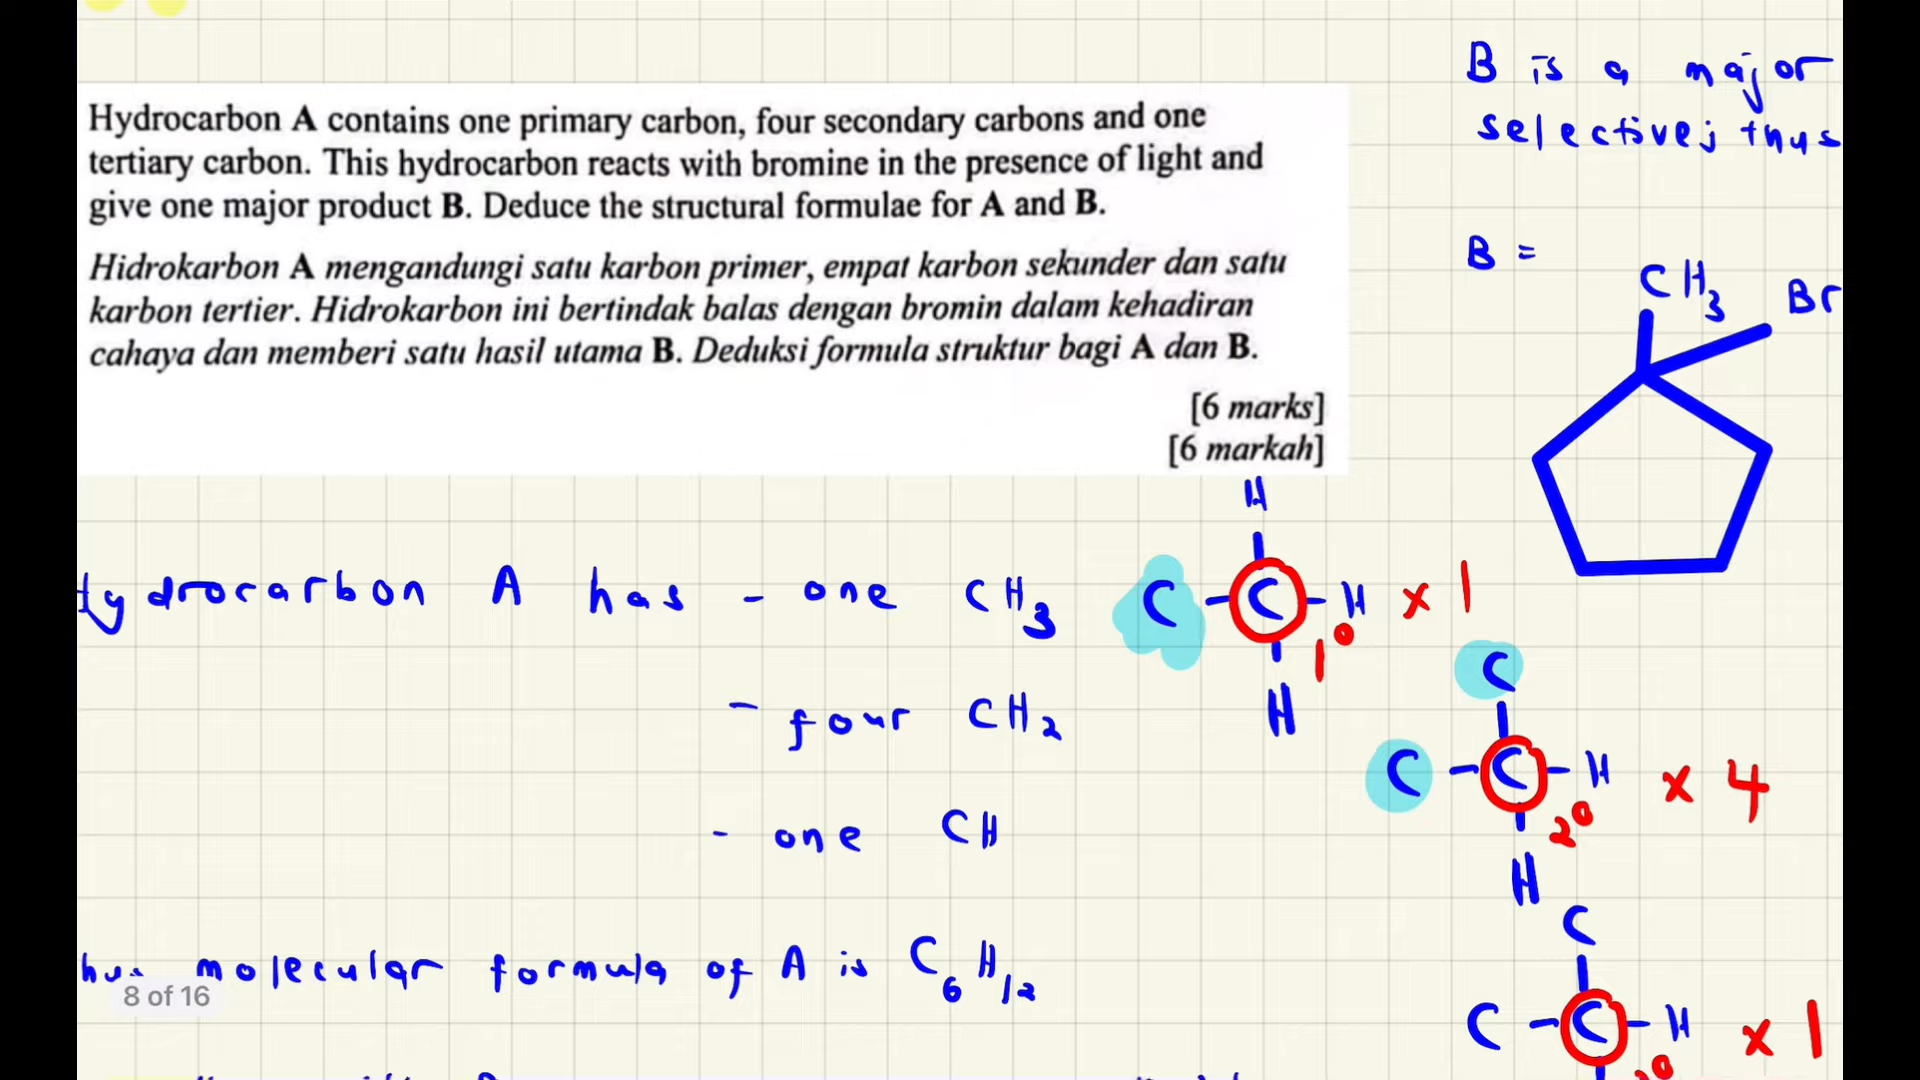 Hydrocarbon A contains one primary carbon, four secondary carbons and one
tertiary carbon. This hydrocarbon reacts with bromine in the presence of light and
give one major product B. Deduce the structural formulae for A and B.
Hidrokarbon A mengandungi satu karbon primer, empat karbon sekunder dan satu
karbon tertier. Hidrokarbon ini bertindak balas dengan bromin dalam kehadiran
cahaya dan memberi satu hasil utama B. Deduksi formula struktur bagi A dan B.
[6 marks]
[6 markah]
B is a major
selective; thus
B =
CH3 Br
ydrocarbon A has - one CH3
H
C - C - H x 1
1°
H
- four CH2
C
C - C - H x 4
2°
H
- one CH
C
C - C - H x 1
hus molecular formula of A is C6H12
8 of 16